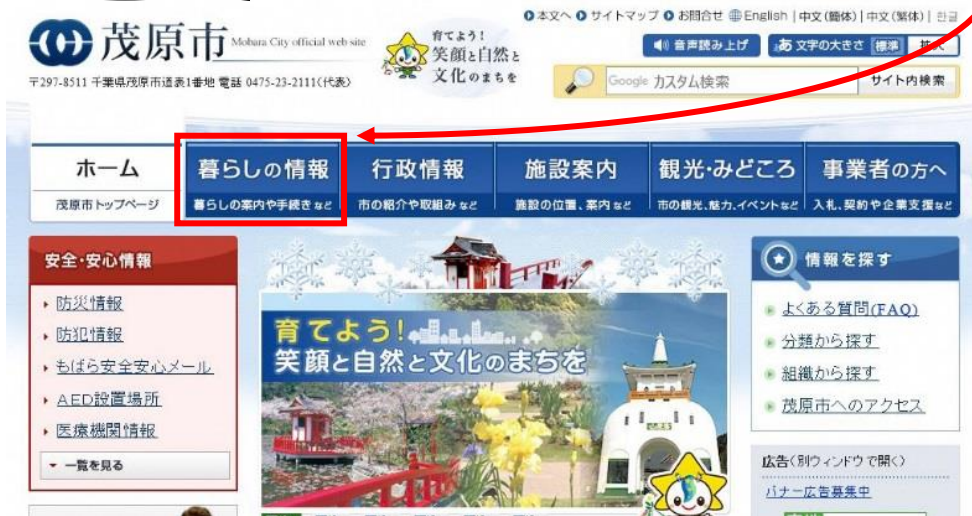 本文へ サイトマップ お問合せ English | 中文(簡体) | 中文(繁体) | 한글
茂原市 Mobara City official web site
育てよう!
笑顔と自然と
文化のまちを
音声読み上げ あ 文字の大きさ 標準 拡大
〒297-8511 千葉県茂原市道表1番地 電話 0475-23-2111(代表)
Google カスタム検索 サイト内検索
ホーム 暮らしの情報 行政情報 施設案内 観光・みどころ 事業者の方へ
茂原市トップページ 暮らしの案内や手続きなど 市の紹介や取組みなど 施設の位置、案内など 市の観光、魅力、イベントなど 入札、契約や企業支援など
安全・安心情報
防災情報
防犯情報
もばら安全安心メール
AED設置場所
医療機関情報
一覧を見る
育てよう!
笑顔と自然と文化のまちを
情報を探す
よくある質問(FAQ)
分類から探す
組織から探す
茂原市へのアクセス
広告(別ウィンドウで開く)
バナー広告募集中